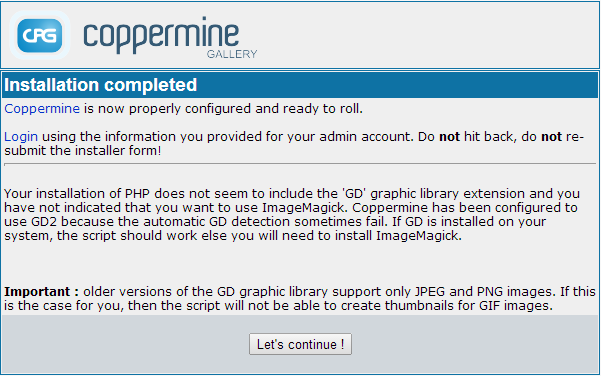 CPG coppermine
GALLERY
Installation completed
Coppermine is now properly configured and ready to roll.
Login using the information you provided for your admin account. Do not hit back, do not re-
submit the installer form!
Your installation of PHP does not seem to include the 'GD' graphic library extension and you
have not indicated that you want to use ImageMagick. Coppermine has been configured to
use GD2 because the automatic GD detection sometimes fail. If GD is installed on your
system, the script should work else you will need to install ImageMagick.
Important : older versions of the GD graphic library support only JPEG and PNG images. If this
is the case for you, then the script will not be able to create thumbnails for GIF images.
Let's continue !